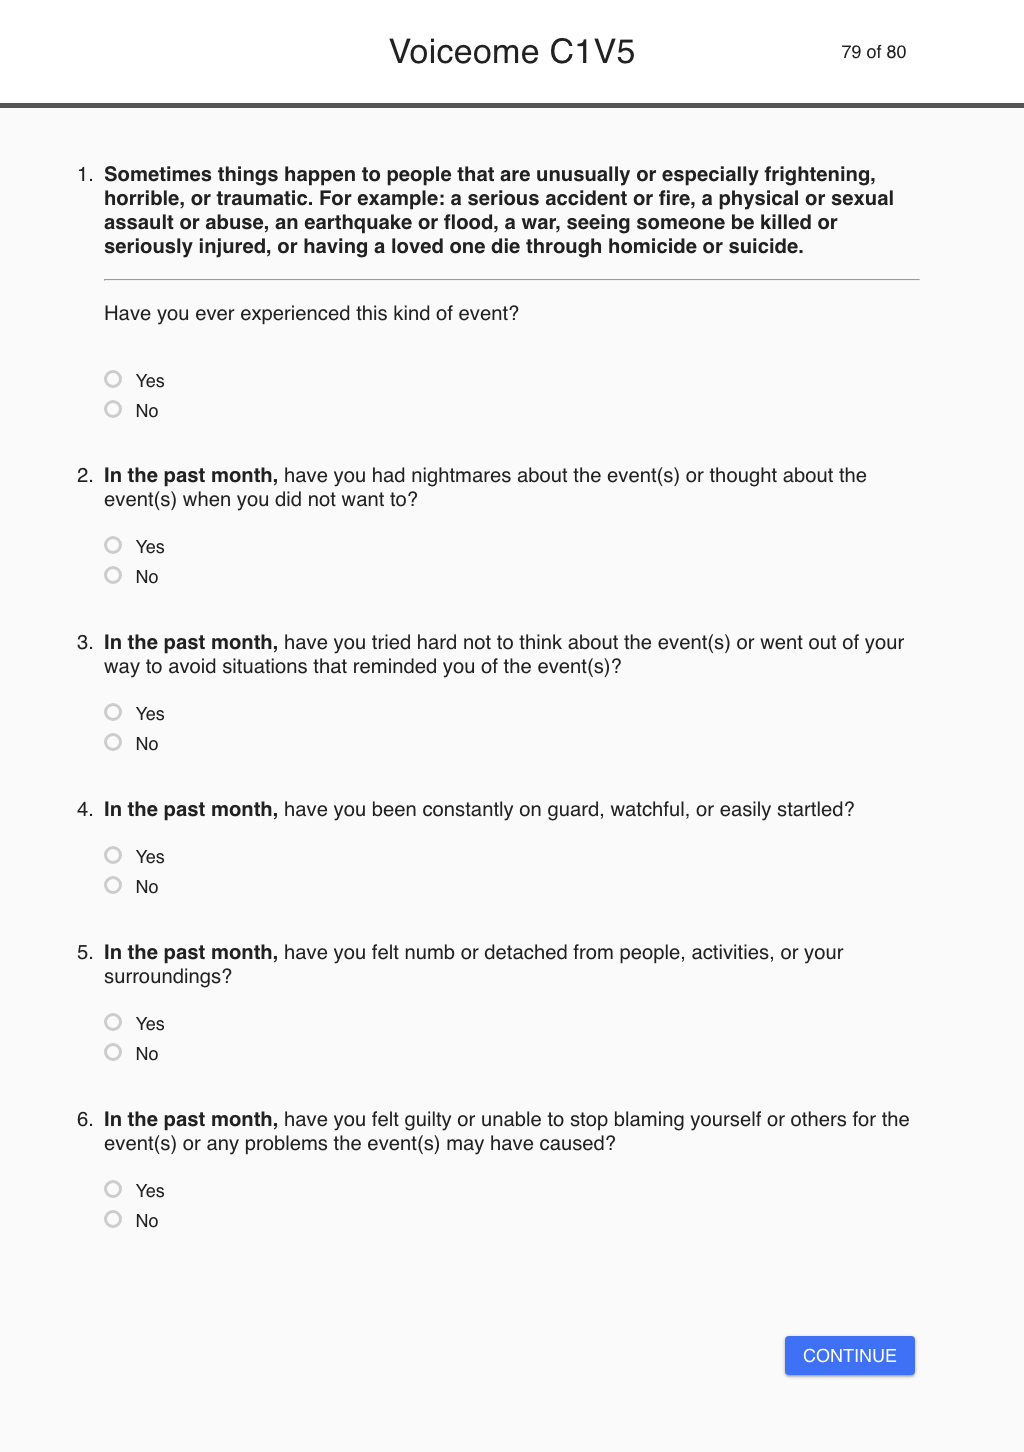 Voiceome C1V5
79 of 80
1. Sometimes things happen to people that are unusually or especially frightening,
horrible, or traumatic. For example: a serious accident or fire, a physical or sexual
assault or abuse, an earthquake or flood, a war, seeing someone be killed or
seriously injured, or having a loved one die through homicide or suicide.
Have you ever experienced this kind of event?
Yes
No
2. In the past month, have you had nightmares about the event(s) or thought about the
event(s) when you did not want to?
Yes
No
3. In the past month, have you tried hard not to think about the event(s) or went out of your
way to avoid situations that reminded you of the event(s)?
Yes
No
4. In the past month, have you been constantly on guard, watchful, or easily startled?
Yes
No
5. In the past month, have you felt numb or detached from people, activities, or your
surroundings?
Yes
No
6. In the past month, have you felt guilty or unable to stop blaming yourself or others for the
event(s) or any problems the event(s) may have caused?
Yes
No
CONTINUE